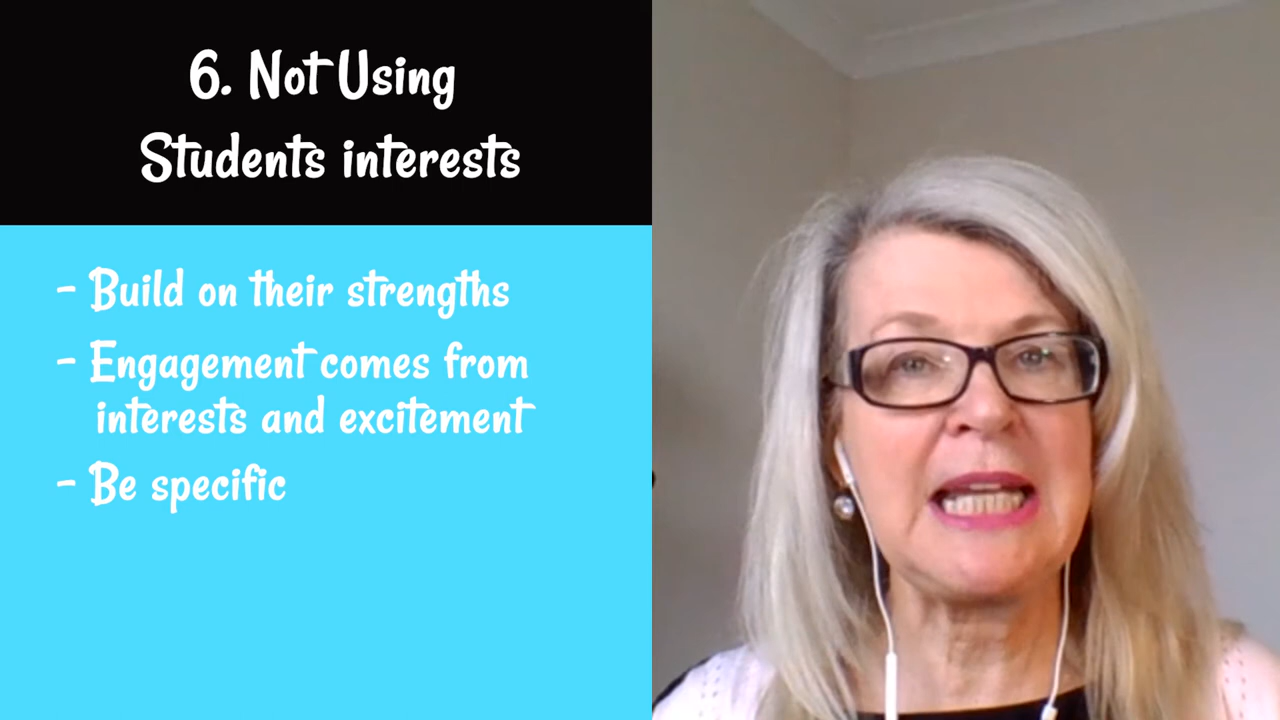 6. Not Using
Students interests
- Build on their strengths
- Engagement comes from
interests and excitement
- Be specific